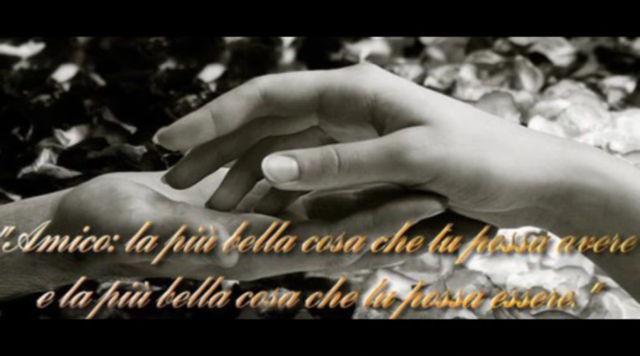 "Amico: la più bella cosa che tu possa avere
e la più bella cosa che tu possa essere."